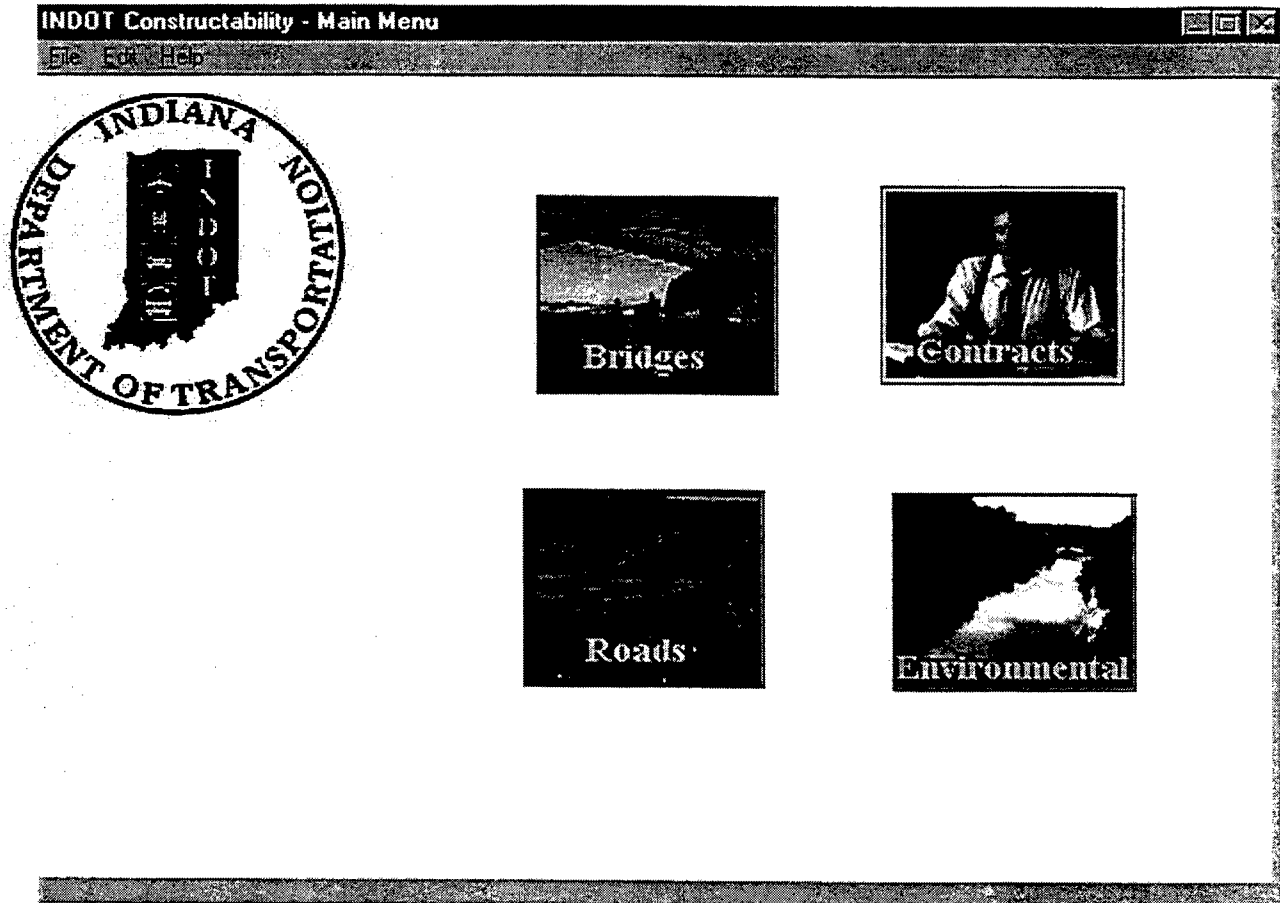 INDOT Constructability - Main Menu
File Edit Help
INDIANA
DEPARTMENT OF TRANSPORTATION
INDOT
Bridges
Contracts
Roads
Environmental